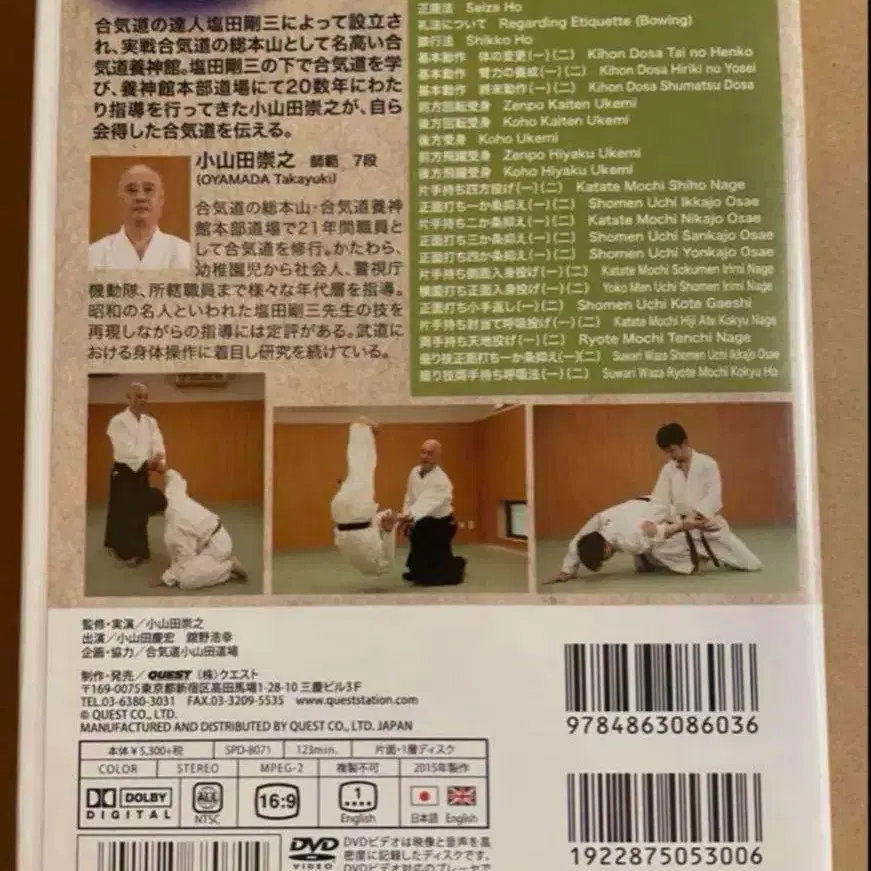 合気道の達人塩田剛三によって設立さ
れ、実戦合気道の総本山として名高い合
気道養神館。塩田剛三の下で合気道を学
び、養神館本部道場にて20数年にわた
り指導を行ってきた小山田崇之が、自ら
会得した合気道を伝える。
小山田崇之 師範 7段
(OYAMADA Takayuki)
合気道の総本山・合気道養神
館本部道場で21年間職員と
して合気道を修行。かたわら、
幼稚園児から社会人、警視庁
機動隊、所轄職員まで様々な年代層を指導。
昭和の名人といわれた塩田剛三先生の技を
再現しながらの指導には定評がある。武道に
おける身体操作に着目し研究を続けている。
正座法 Seiza Ho
礼法について Regarding Etiquette (Bowing)
膝行法 Shikko Ho
基本動作 体の変更(一)(二) Kihon Dosa Tai no Henko
基本動作 臂力の養成(一)(二) Kihon Dosa Hiriki no Yosei
基本動作 終末動作(一)(二) Kihon Dosa Shumatsu Dosa
前方回転受身 Zenpo Kaiten Ukemi
後方回転受身 Koho Kaiten Ukemi
後方受身 Koho Ukemi
前方飛躍受身 Zenpo Hiyaku Ukemi
後方飛躍受身 Koho Hiyaku Ukemi
片手持ち四方投げ(一)(二) Katate Mochi Shiho Nage
正面打ち一か条抑え(一)(二) Shomen Uchi Ikkajo Osae
片手持ち二か条抑え(一)(二) Katate Mochi Nikajo Osae
正面打ち三か条抑え(一)(二) Shomen Uchi Sankajo Osae
正面打ち四か条抑え(一)(二) Shomen Uchi Yonkajo Osae
片手持ち側面入身投げ(一)(二) Katate Mochi Sokumen Irimi Nage
横面打ち正面入身投げ(一)(二) Yoko Men Uchi Shomen Irimi Nage
正面打ち小手返し(一)(二) Shomen Uchi Kote Gaeshi
片手持ち肘当て呼吸投げ(一)(二) Katate Mochi Hiji Ate Kokyu Nage
両手持ち天地投げ(一)(二) Ryote Mochi Tenchi Nage
座り技正面打ち一か条抑え(一)(二) Suwari Waza Shomen Uchi Ikkajo Osae
座り技両手持ち呼吸法(一)(二) Suwari Waza Ryote Mochi Kokyu Ho
監修・実演/小山田崇之
出演/小山田慶宏 舘野浩幸
企画・協力/合気道小山田道場
制作・発売/QUEST (株)クエスト
〒169-0075東京都新宿区高田馬場1-28-10 三慶ビル3F
TEL.03-6380-3031 FAX.03-3209-5535 www.queststation.com
© QUEST CO., LTD.
MANUFACTURED AND DISTRIBUTED BY QUEST CO., LTD. JAPAN
本体¥5,300+税 SPD-8071 123min. 片面・1層ディスク
COLOR STEREO MPEG-2 複製不可 2015年製作
DOLBY DIGITAL ALL NTSC 16:9 1 English 日本語 English
DVD VIDEO
DVDビデオは映像と音声を高
密度に記録したディスクです。
DVDビデオ対応のプレーヤーで
9784863086036
1922875053006